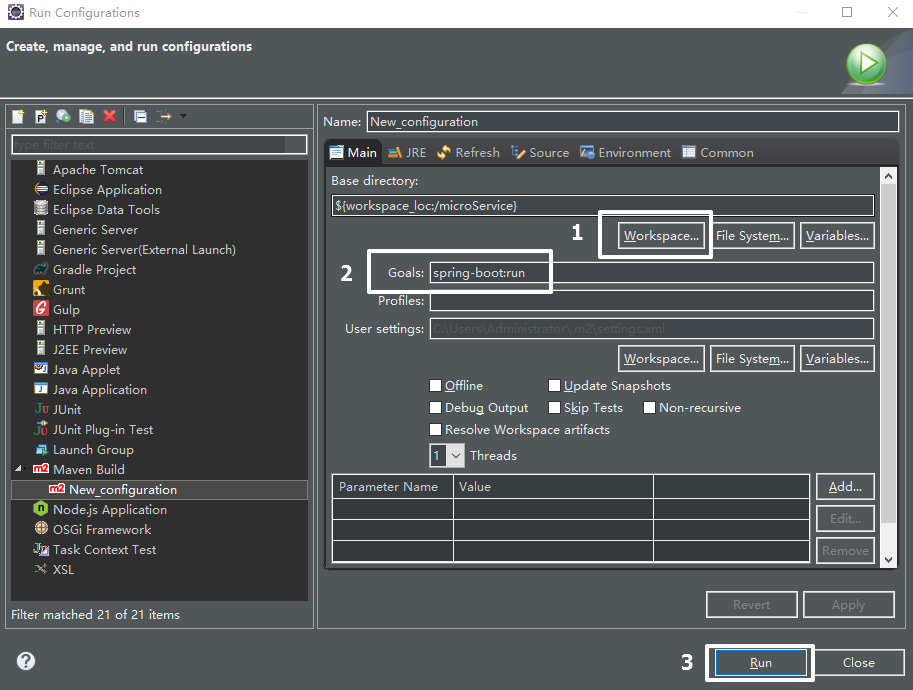 Run Configurations
Create, manage, and run configurations
type filter text
Apache Tomcat
Eclipse Application
Eclipse Data Tools
Generic Server
Generic Server(External Launch)
Gradle Project
Grunt
Gulp
HTTP Preview
J2EE Preview
Java Applet
Java Application
JUnit
JUnit Plug-in Test
Launch Group
Maven Build
New_configuration
Node.js Application
OSGi Framework
Task Context Test
XSL
Filter matched 21 of 21 items
Name: New_configuration
Main JRE Refresh Source Environment Common
Base directory:
${workspace_loc:/microService}
1 Workspace... File System... Variables...
2 Goals: spring-boot:run
Profiles:
User settings: C:\Users\Administrator\.m2\settings.xml
Workspace... File System... Variables...
Offline Update Snapshots
Debug Output Skip Tests Non-recursive
Resolve Workspace artifacts
1 Threads
Parameter Name Value Add...
Edit...
Remove
Revert Apply
3 Run Close